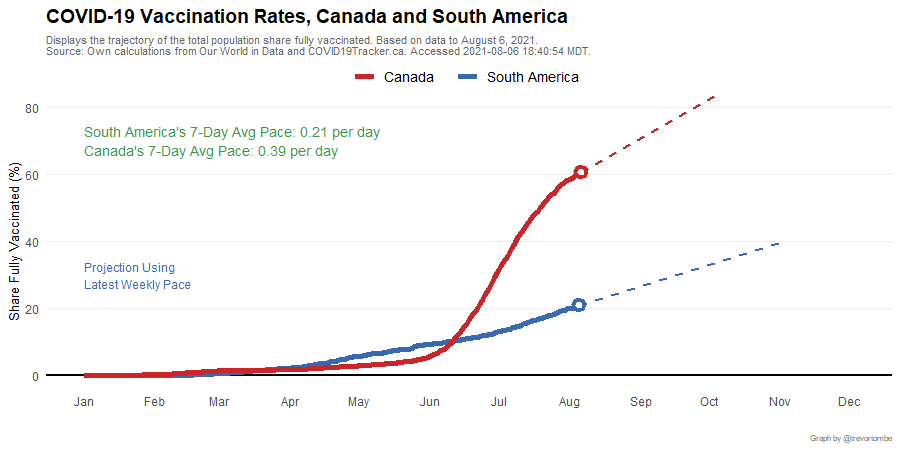 COVID-19 Vaccination Rates, Canada and South America
Displays the trajectory of the total population share fully vaccinated. Based on data to August 6, 2021.
Source: Own calculations from Our World in Data and COVID19Tracker.ca. Accessed 2021-08-06 18:40:54 MDT.
Canada South America
80
South America's 7-Day Avg Pace: 0.21 per day
Canada's 7-Day Avg Pace: 0.39 per day
60
Share Fully Vaccinated (%)
40
Projection Using
Latest Weekly Pace
20
0
Jan Feb Mar Apr May Jun Jul Aug Sep Oct Nov Dec
Graph by @trevortombe